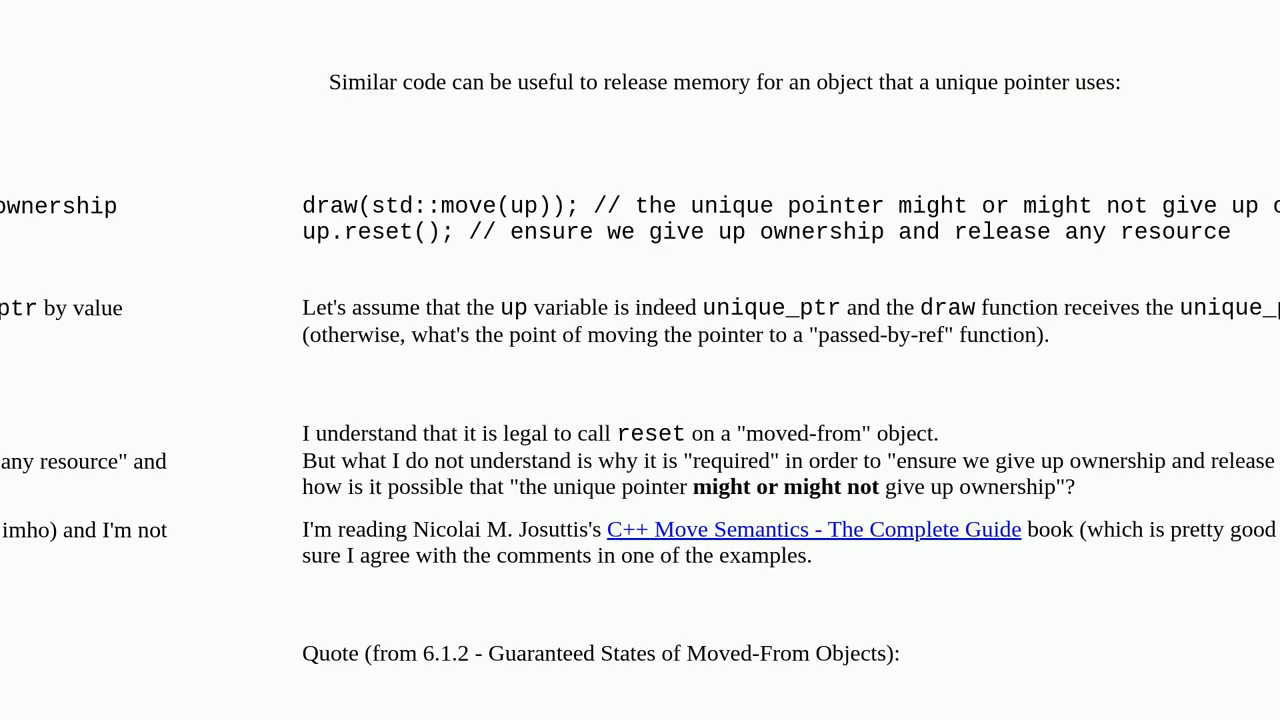 Similar code can be useful to release memory for an object that a unique pointer uses:
draw(std::move(up)); // the unique pointer might or might not give up ownership
up.reset(); // ensure we give up ownership and release any resource
Let's assume that the up variable is indeed unique_ptr and the draw function receives the unique_ptr by value
(otherwise, what's the point of moving the pointer to a "passed-by-ref" function).
I understand that it is legal to call reset on a "moved-from" object.
But what I do not understand is why it is "required" in order to "ensure we give up ownership and release any resource" and
how is it possible that "the unique pointer might or might not give up ownership"?
I'm reading Nicolai M. Josuttis's C++ Move Semantics - The Complete Guide book (which is pretty good imho) and I'm not
sure I agree with the comments in one of the examples.
Quote (from 6.1.2 - Guaranteed States of Moved-From Objects):